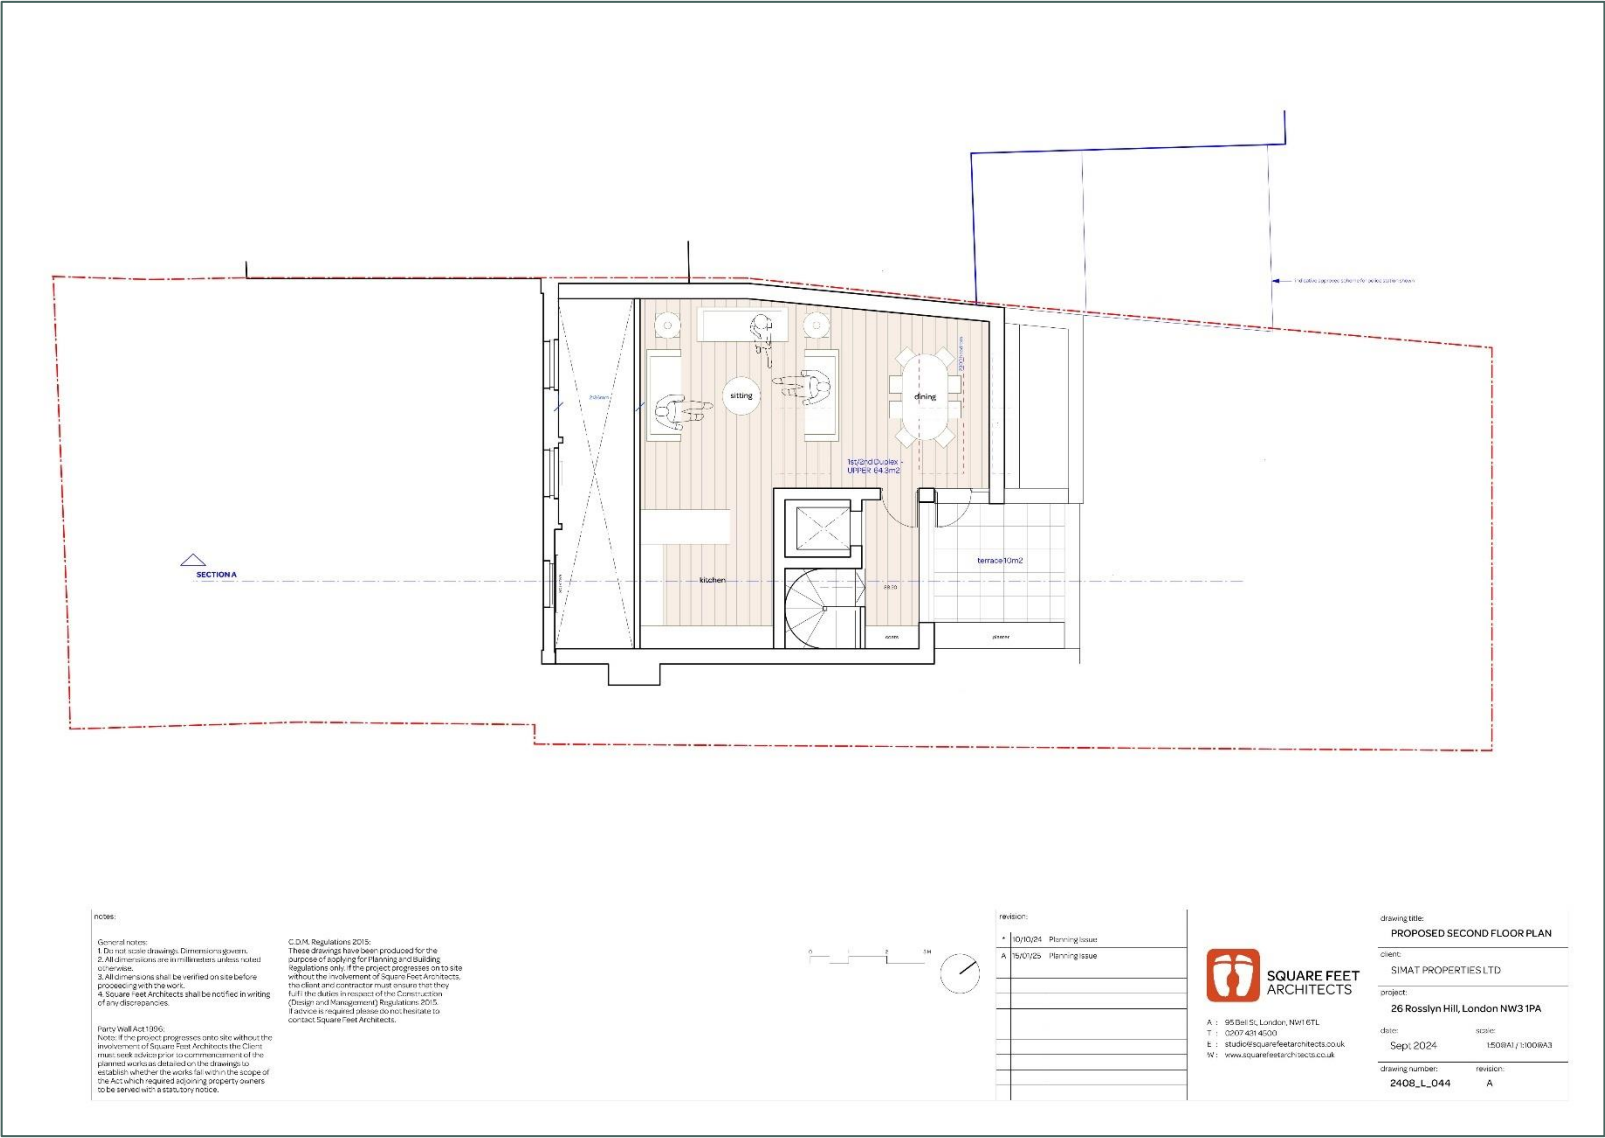 Indicative approved scheme for police station shown
sitting
dining
1st/2nd Duplex -
UPPER 64.3m2
terrace 10m2
SECTION A
kitchen
planter
notes:
General notes:
1. Do not scale drawings. Dimensions govern.
2. All dimensions are in millimeters unless noted
otherwise.
3. All dimensions shall be verified on site before
proceeding with the work.
4. Square Feet Architects shall be notified in writing
of any discrepancies.
Party Wall Act 1996:
Note: If the project progresses onto site without the
involvement of Square Feet Architects the Client
must seek advice prior to commencement of the
planned works as detailed on the drawings to
establish whether the works fall within the scope of
the Act which required adjoining property owners
to be served with a statutory notice.
C.D.M. Regulations 2015:
These drawings have been produced for the
purpose of applying for Planning and Building
Regulations only. If the project progresses on to site
without the involvement of Square Feet Architects,
the client and contractor must ensure that they
fulfil the duties in respect of the Construction
(Design and Management) Regulations 2015.
If advice is required please do not hesitate to
contact Square Feet Architects.
0 1 2 3M
revision:
* 10/10/24 Planning Issue
A 15/01/25 Planning Issue
SQUARE FEET
ARCHITECTS
A : 95 Bell St, London, NW1 6TL
T : 0207 431 4500
E : studio@squarefeetarchitects.co.uk
W : www.squarefeetarchitects.co.uk
drawing title:
PROPOSED SECOND FLOOR PLAN
client:
SIMAT PROPERTIES LTD
project:
26 Rosslyn Hill, London NW3 1PA
date: scale:
Sept 2024 1:50@A1 / 1:100@A3
drawing number: revision:
2408_L_044 A